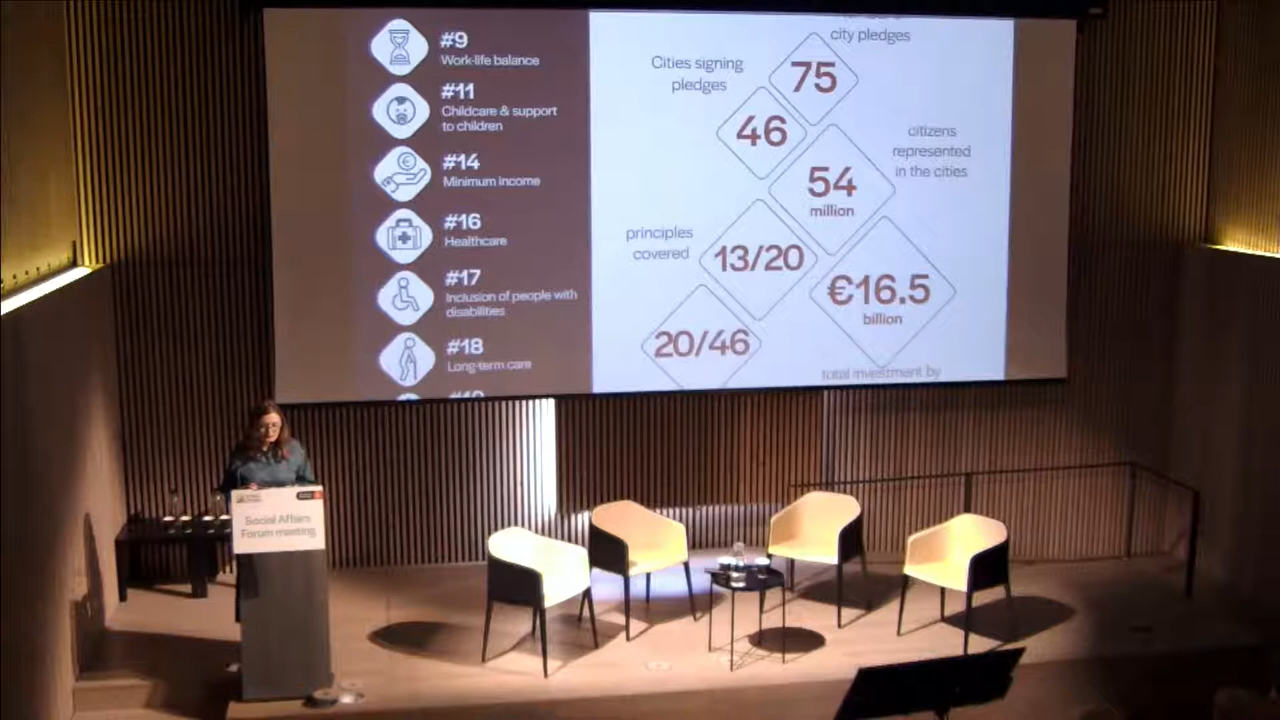 #9
Work-life balance
#11
Childcare & support
to children
#14
Minimum income
#16
Healthcare
#17
Inclusion of people with
disabilities
#18
Long-term care
city pledges
75
Cities signing
pledges
46
citizens
represented
in the cities
54
million
principles
covered
13/20
€16.5
billion
20/46
total investment by
Social Affairs
Forum meeting